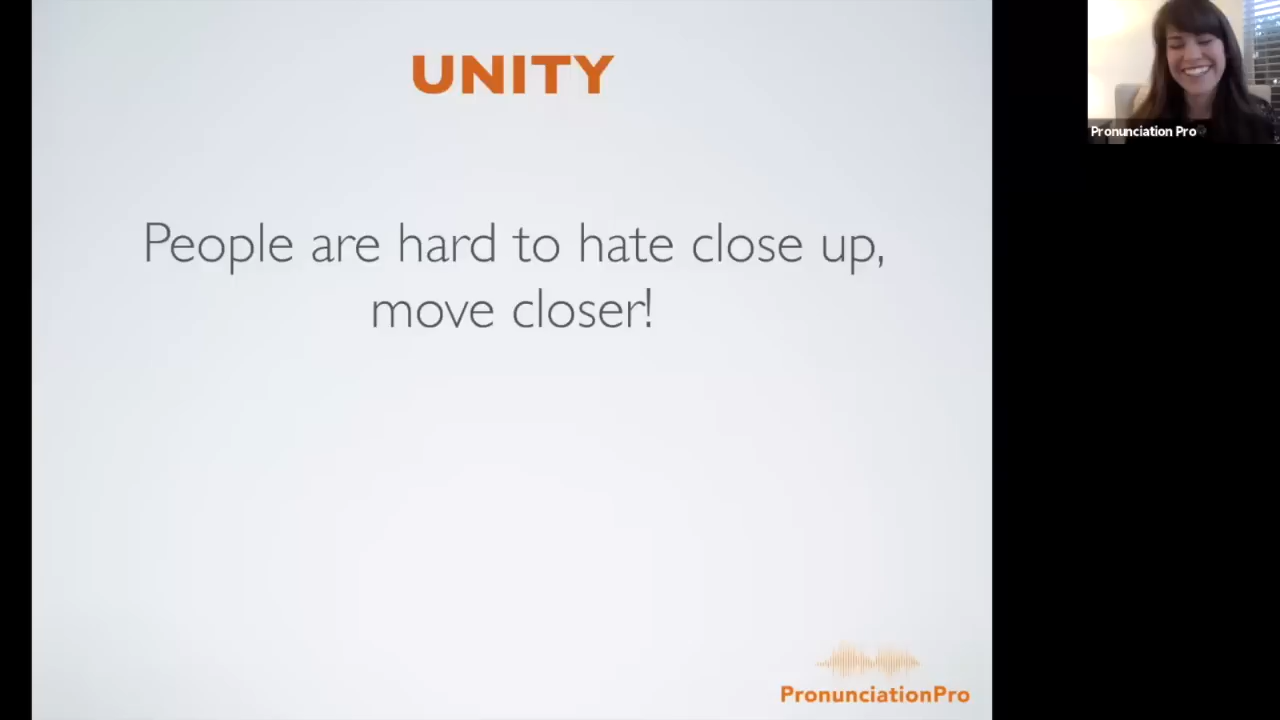 UNITY
People are hard to hate close up,
move closer!
Pronunciation Pro
PronunciationPro